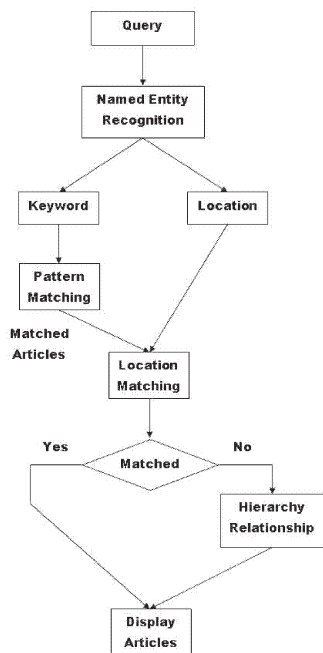 Query
Named Entity
Recognition
Keyword
Location
Pattern
Matching
Matched
Articles
Location
Matching
Yes
No
Matched
Hierarchy
Relationship
Display
Articles